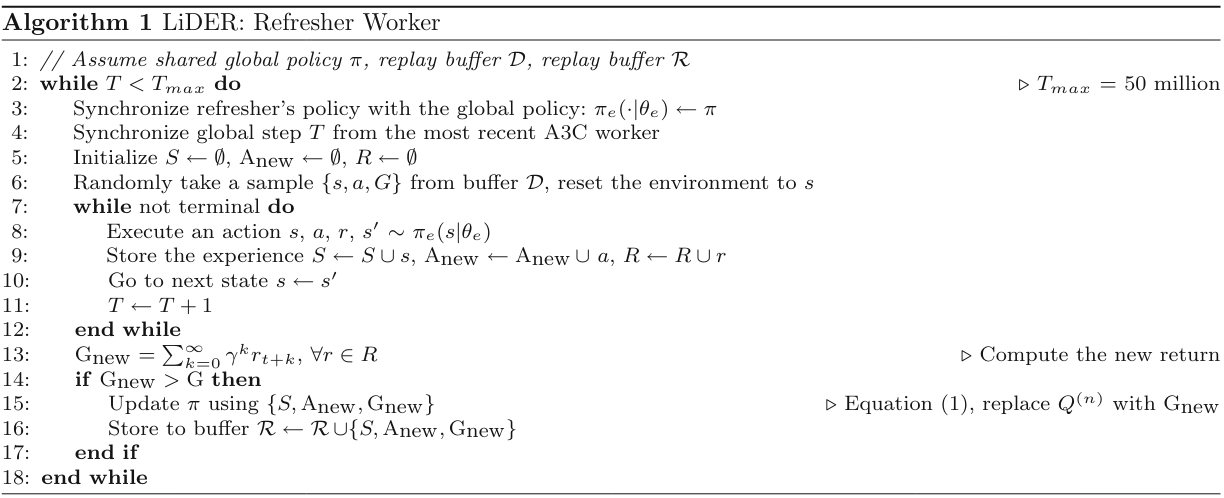 Algorithm 1 LiDER: Refresher Worker
1: // Assume shared global policy π, replay buffer 𝒟, replay buffer ℛ
2: while T < T_max do ▷ T_max = 50 million
3: Synchronize refresher's policy with the global policy: π_e(·|θ_e) ← π
4: Synchronize global step T from the most recent A3C worker
5: Initialize S ← ∅, A_new ← ∅, R ← ∅
6: Randomly take a sample {s, a, G} from buffer 𝒟, reset the environment to s
7: while not terminal do
8: Execute an action s, a, r, s′ ∼ π_e(s|θ_e)
9: Store the experience S ← S ∪ s, A_new ← A_new ∪ a, R ← R ∪ r
10: Go to next state s ← s′
11: T ← T + 1
12: end while
13: G_new = ∑_{k=0}^{∞} γ^k r_{t+k}, ∀r ∈ R ▷ Compute the new return
14: if G_new > G then
15: Update π using {S, A_new, G_new} ▷ Equation (1), replace Q^(n) with G_new
16: Store to buffer ℛ ← ℛ ∪{S, A_new, G_new}
17: end if
18: end while